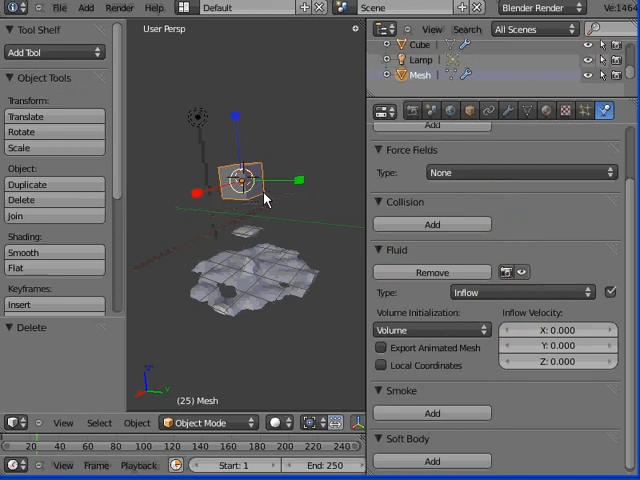 File Add Render Help Default Scene Blender Render Ve:1464
Tool Shelf
Add Tool
Object Tools
Transform:
Translate
Rotate
Scale
Object:
Duplicate
Delete
Join
Shading:
Smooth
Flat
Keyframes:
Insert
Delete
User Persp
(25) Mesh
View Select Object Object Mode
20 40 60 80 100 120 140 160 180 200 220 240
View Frame Playback Start: 1 End: 250
View Search All Scenes
Cube
Lamp
Mesh
Add
Force Fields
Type: None
Collision
Add
Fluid
Remove
Type: Inflow
Volume Initialization: Inflow Velocity:
Volume X: 0.000
Export Animated Mesh Y: 0.000
Local Coordinates Z: 0.000
Smoke
Add
Soft Body
Add